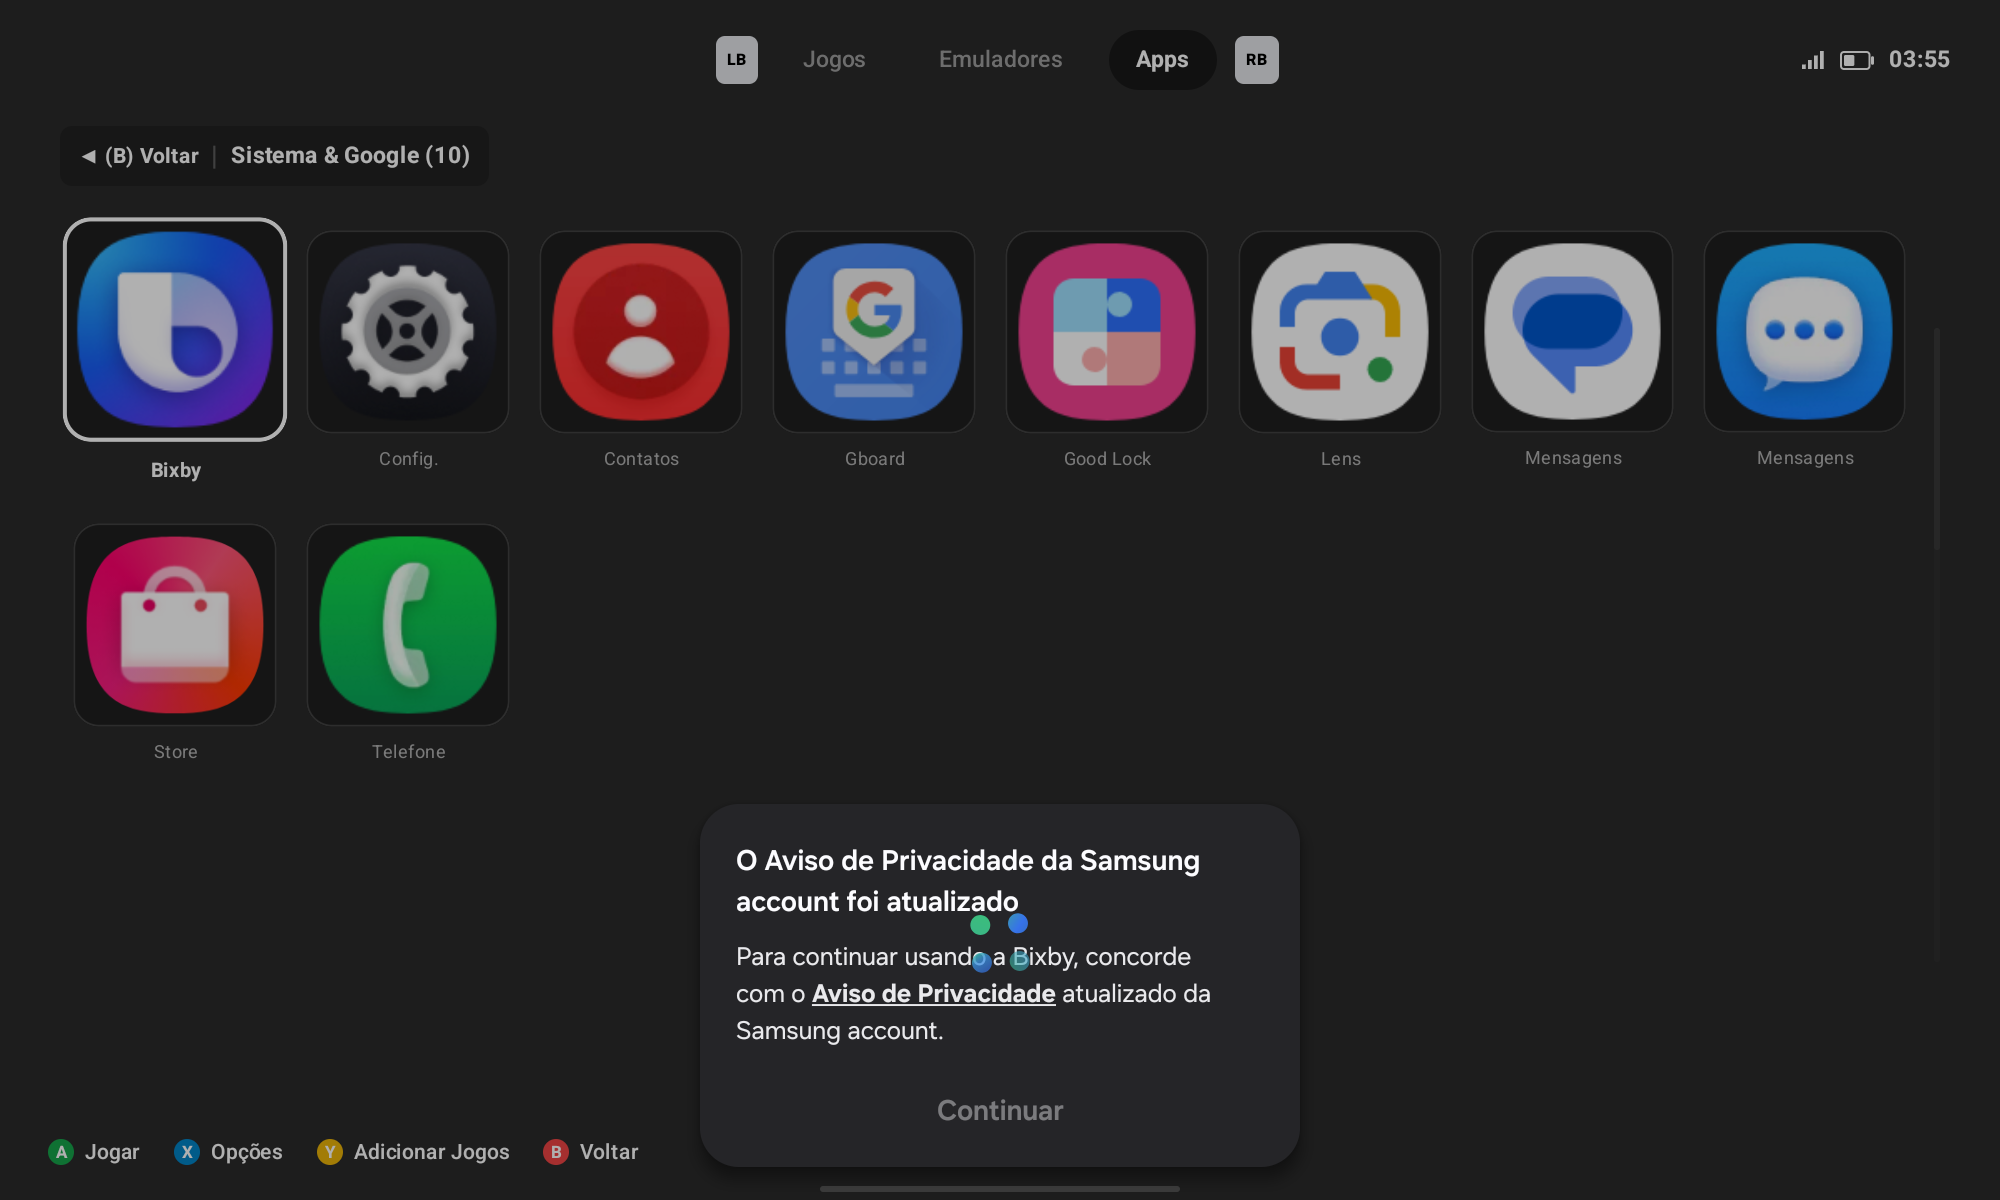 LB Jogos Emuladores Apps RB 03:55
◄ (B) Voltar | Sistema & Google (10)
Bixby Config. Contatos Gboard Good Lock Lens Mensagens Mensagens
Store Telefone
O Aviso de Privacidade da Samsung
account foi atualizado
Para continuar usando a Bixby, concorde
com o Aviso de Privacidade atualizado da
Samsung account.
Continuar
A Jogar X Opções Y Adicionar Jogos B Voltar